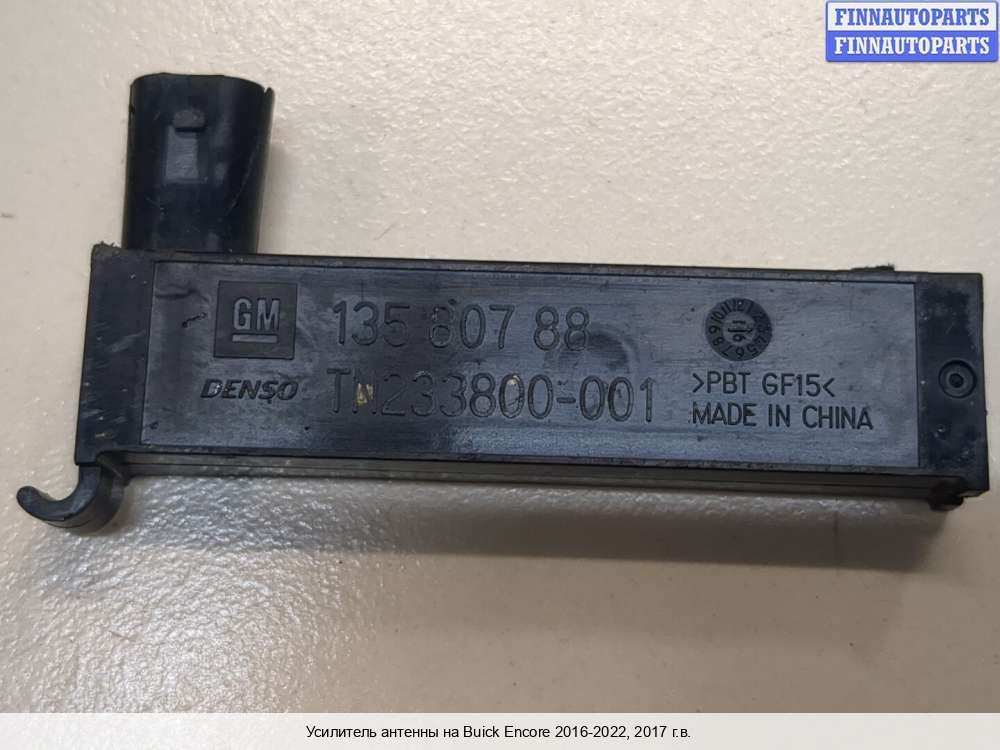 FINNAUTOPARTS
FINNAUTOPARTS
GM 135 807 88
DENSO TN233800-001
>PBT GF15<
MADE IN CHINA
Усилитель антенны на Buick Encore 2016-2022, 2017 г.в.